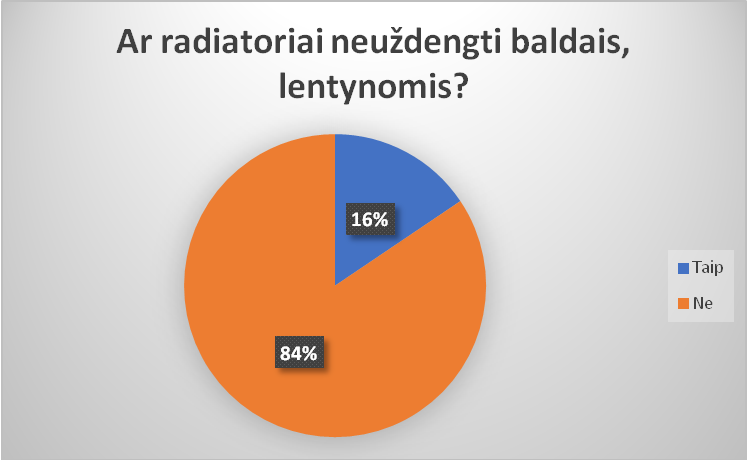 Ar radiatoriai neuždengti baldais,
lentynomis?
16%
84%
Taip
Ne